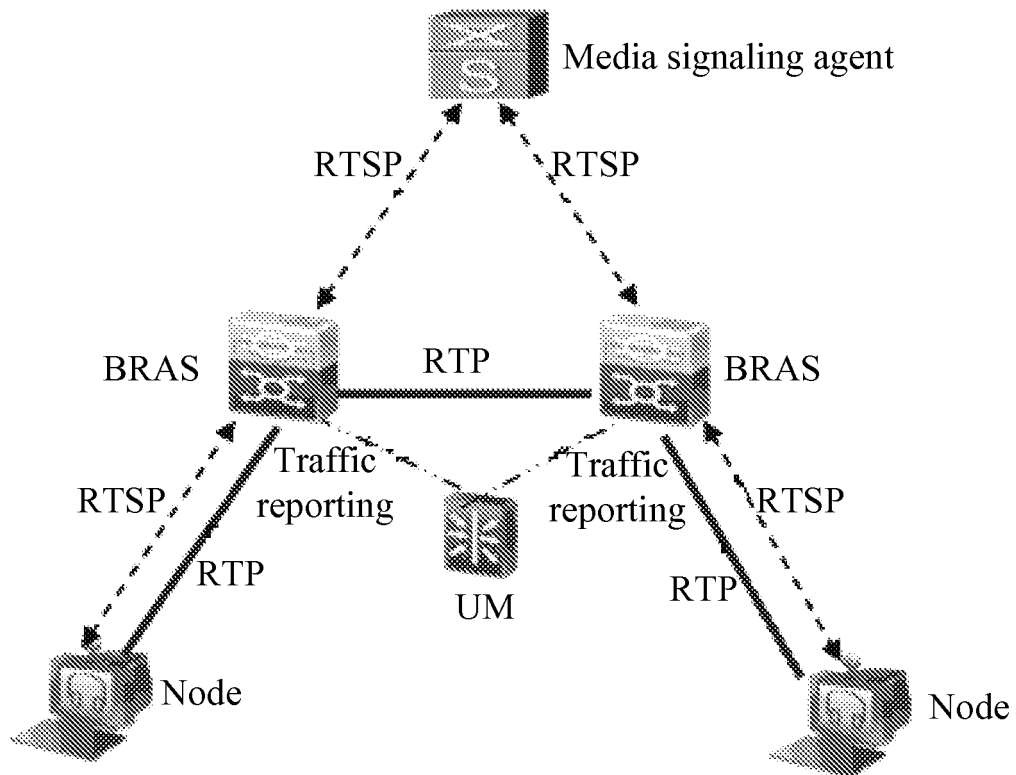 Media signaling agent
RTSP
RTSP
BRAS
RTP
BRAS
Traffic
reporting
Traffic
reporting
RTSP
RTSP
RTP
RTP
UM
Node
Node